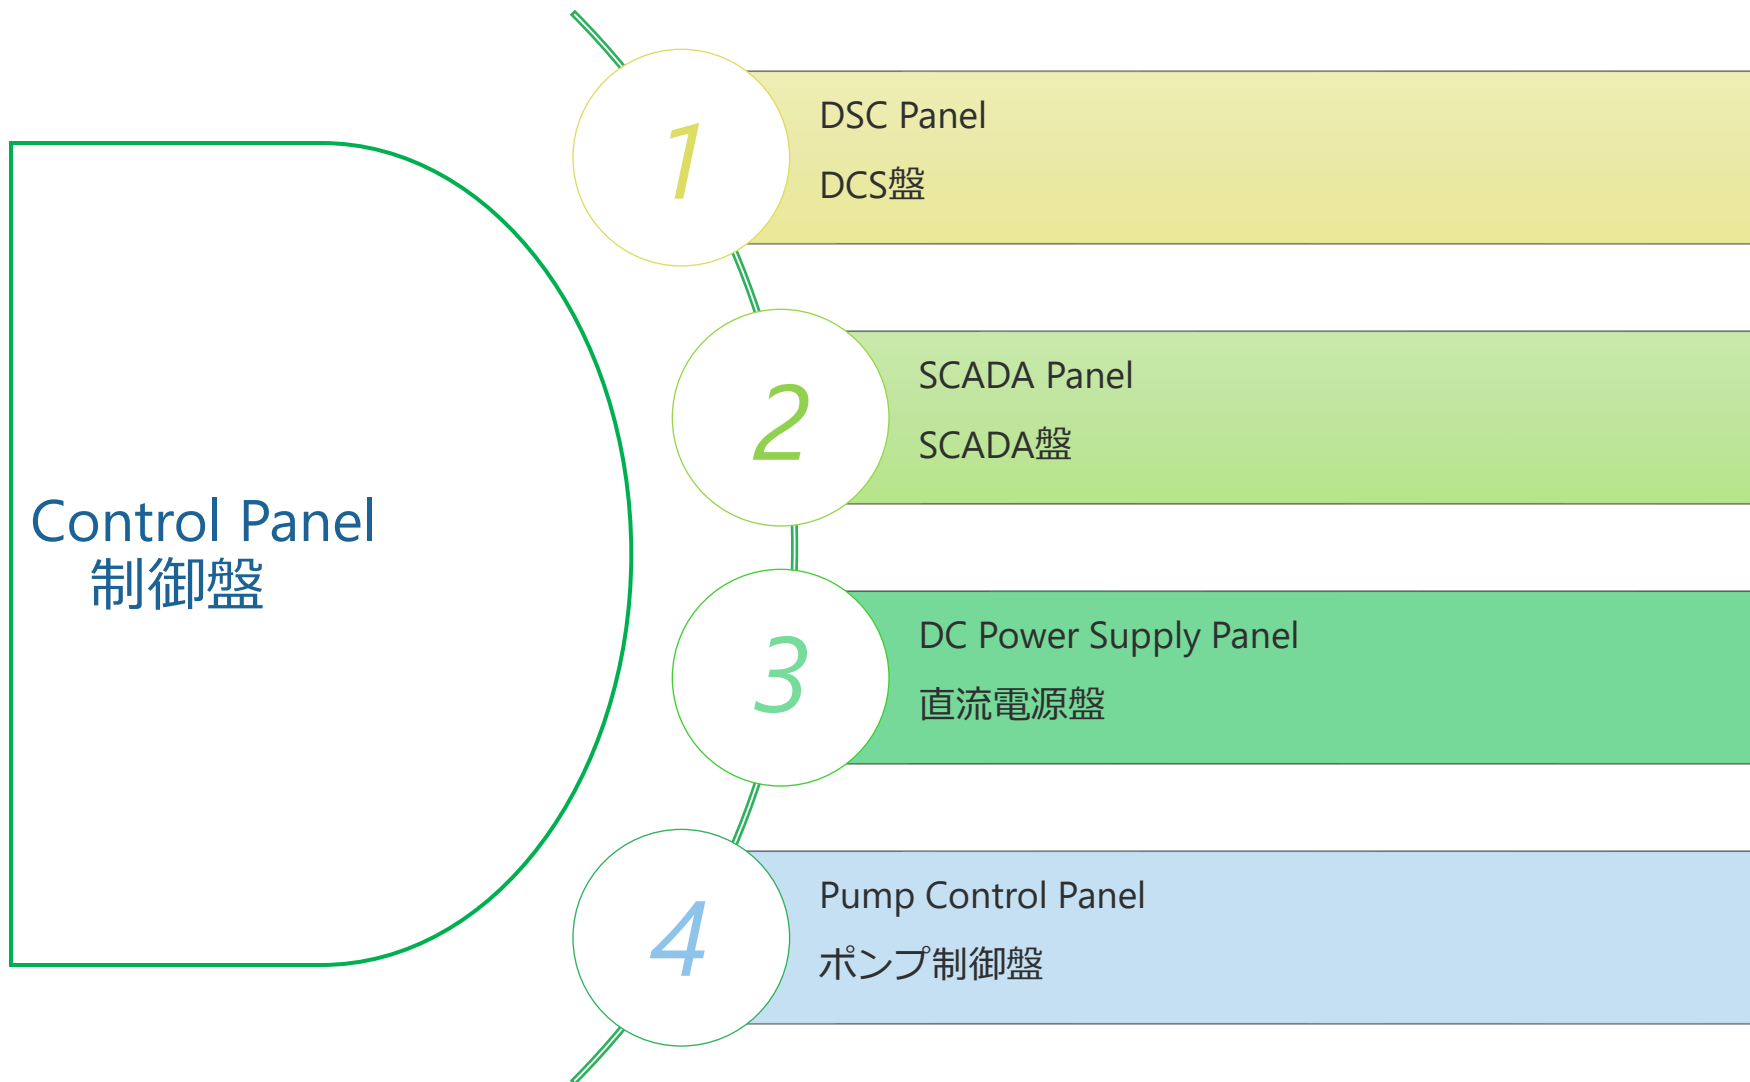 Control Panel
制御盤
1
DSC Panel
DCS盤
2
SCADA Panel
SCADA盤
3
DC Power Supply Panel
直流電源盤
4
Pump Control Panel
ポンプ制御盤